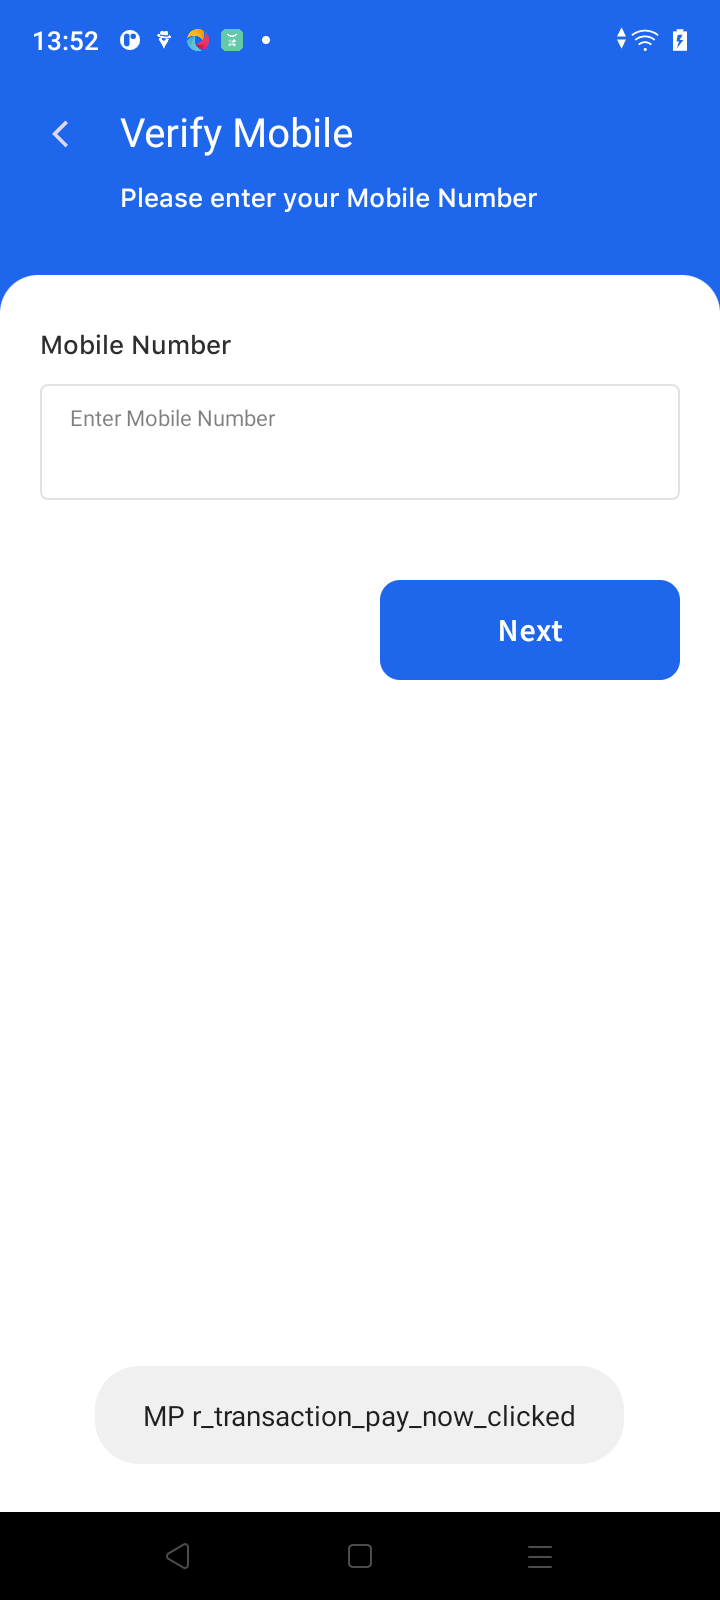 13:52
Verify Mobile
Please enter your Mobile Number
Mobile Number
Enter Mobile Number
Next
MP r_transaction_pay_now_clicked